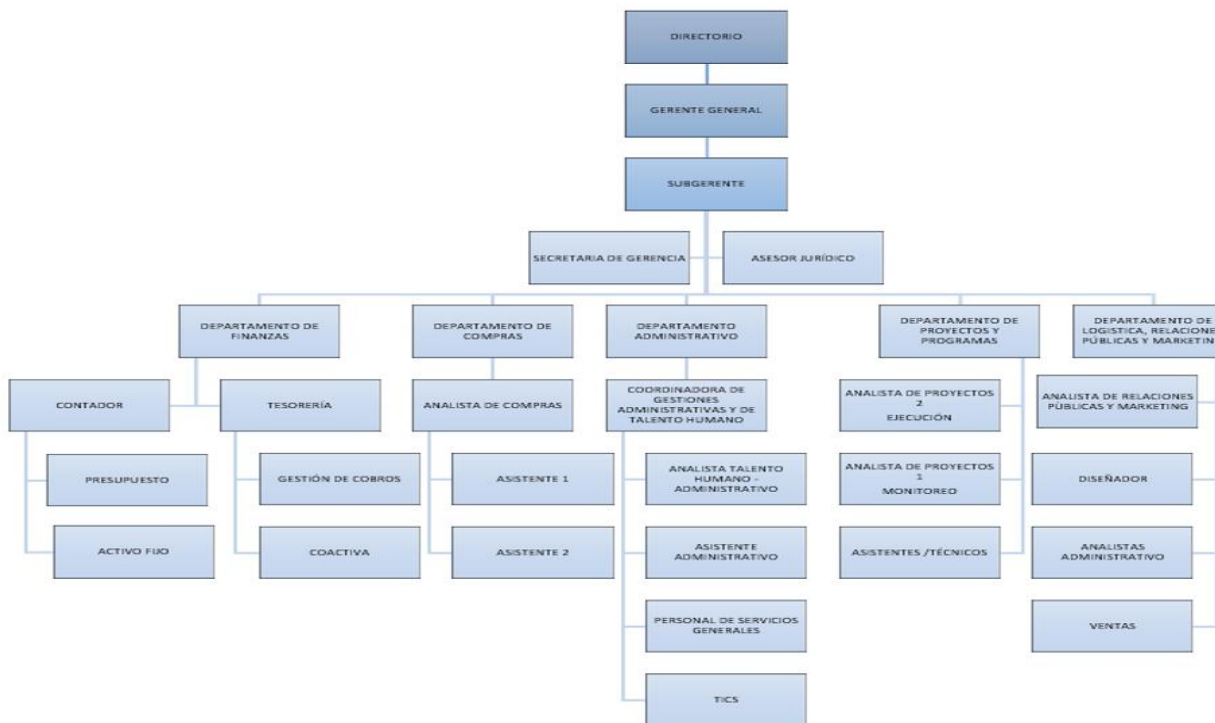 DIRECTORIO
GERENTE GENERAL
SUBGERENTE
SECRETARIA DE GERENCIA
ASESOR JURÍDICO
DEPARTAMENTO DE
FINANZAS
DEPARTAMENTO DE
COMPRAS
DEPARTAMENTO
ADMINISTRATIVO
DEPARTAMENTO DE
PROYECTOS Y
PROGRAMAS
DEPARTAMENTO DE
LOGISTICA, RELACIONE
PÚBLICAS Y MARKETIN
CONTADOR
TESORERÍA
ANALISTA DE COMPRAS
COORDINADORA DE
GESTIONES
ADMINISTRATIVAS Y DE
TALENTO HUMANO
ANALISTA DE PROYECTOS
2
EJECUCIÓN
ANALISTA DE RELACIONES
PÚBLICAS Y MARKETING
PRESUPUESTO
GESTIÓN DE COBROS
ASISTENTE 1
ANALISTA TALENTO
HUMANO -
ADMINISTRATIVO
ANALISTA DE PROYECTOS
1
MONITOREO
DISEÑADOR
ACTIVO FIJO
COACTIVA
ASISTENTE 2
ASISTENTE
ADMINISTRATIVO
ASISTENTES /TÉCNICOS
ANALISTAS
ADMINISTRATIVO
PERSONAL DE SERVICIOS
GENERALES
VENTAS
TICS